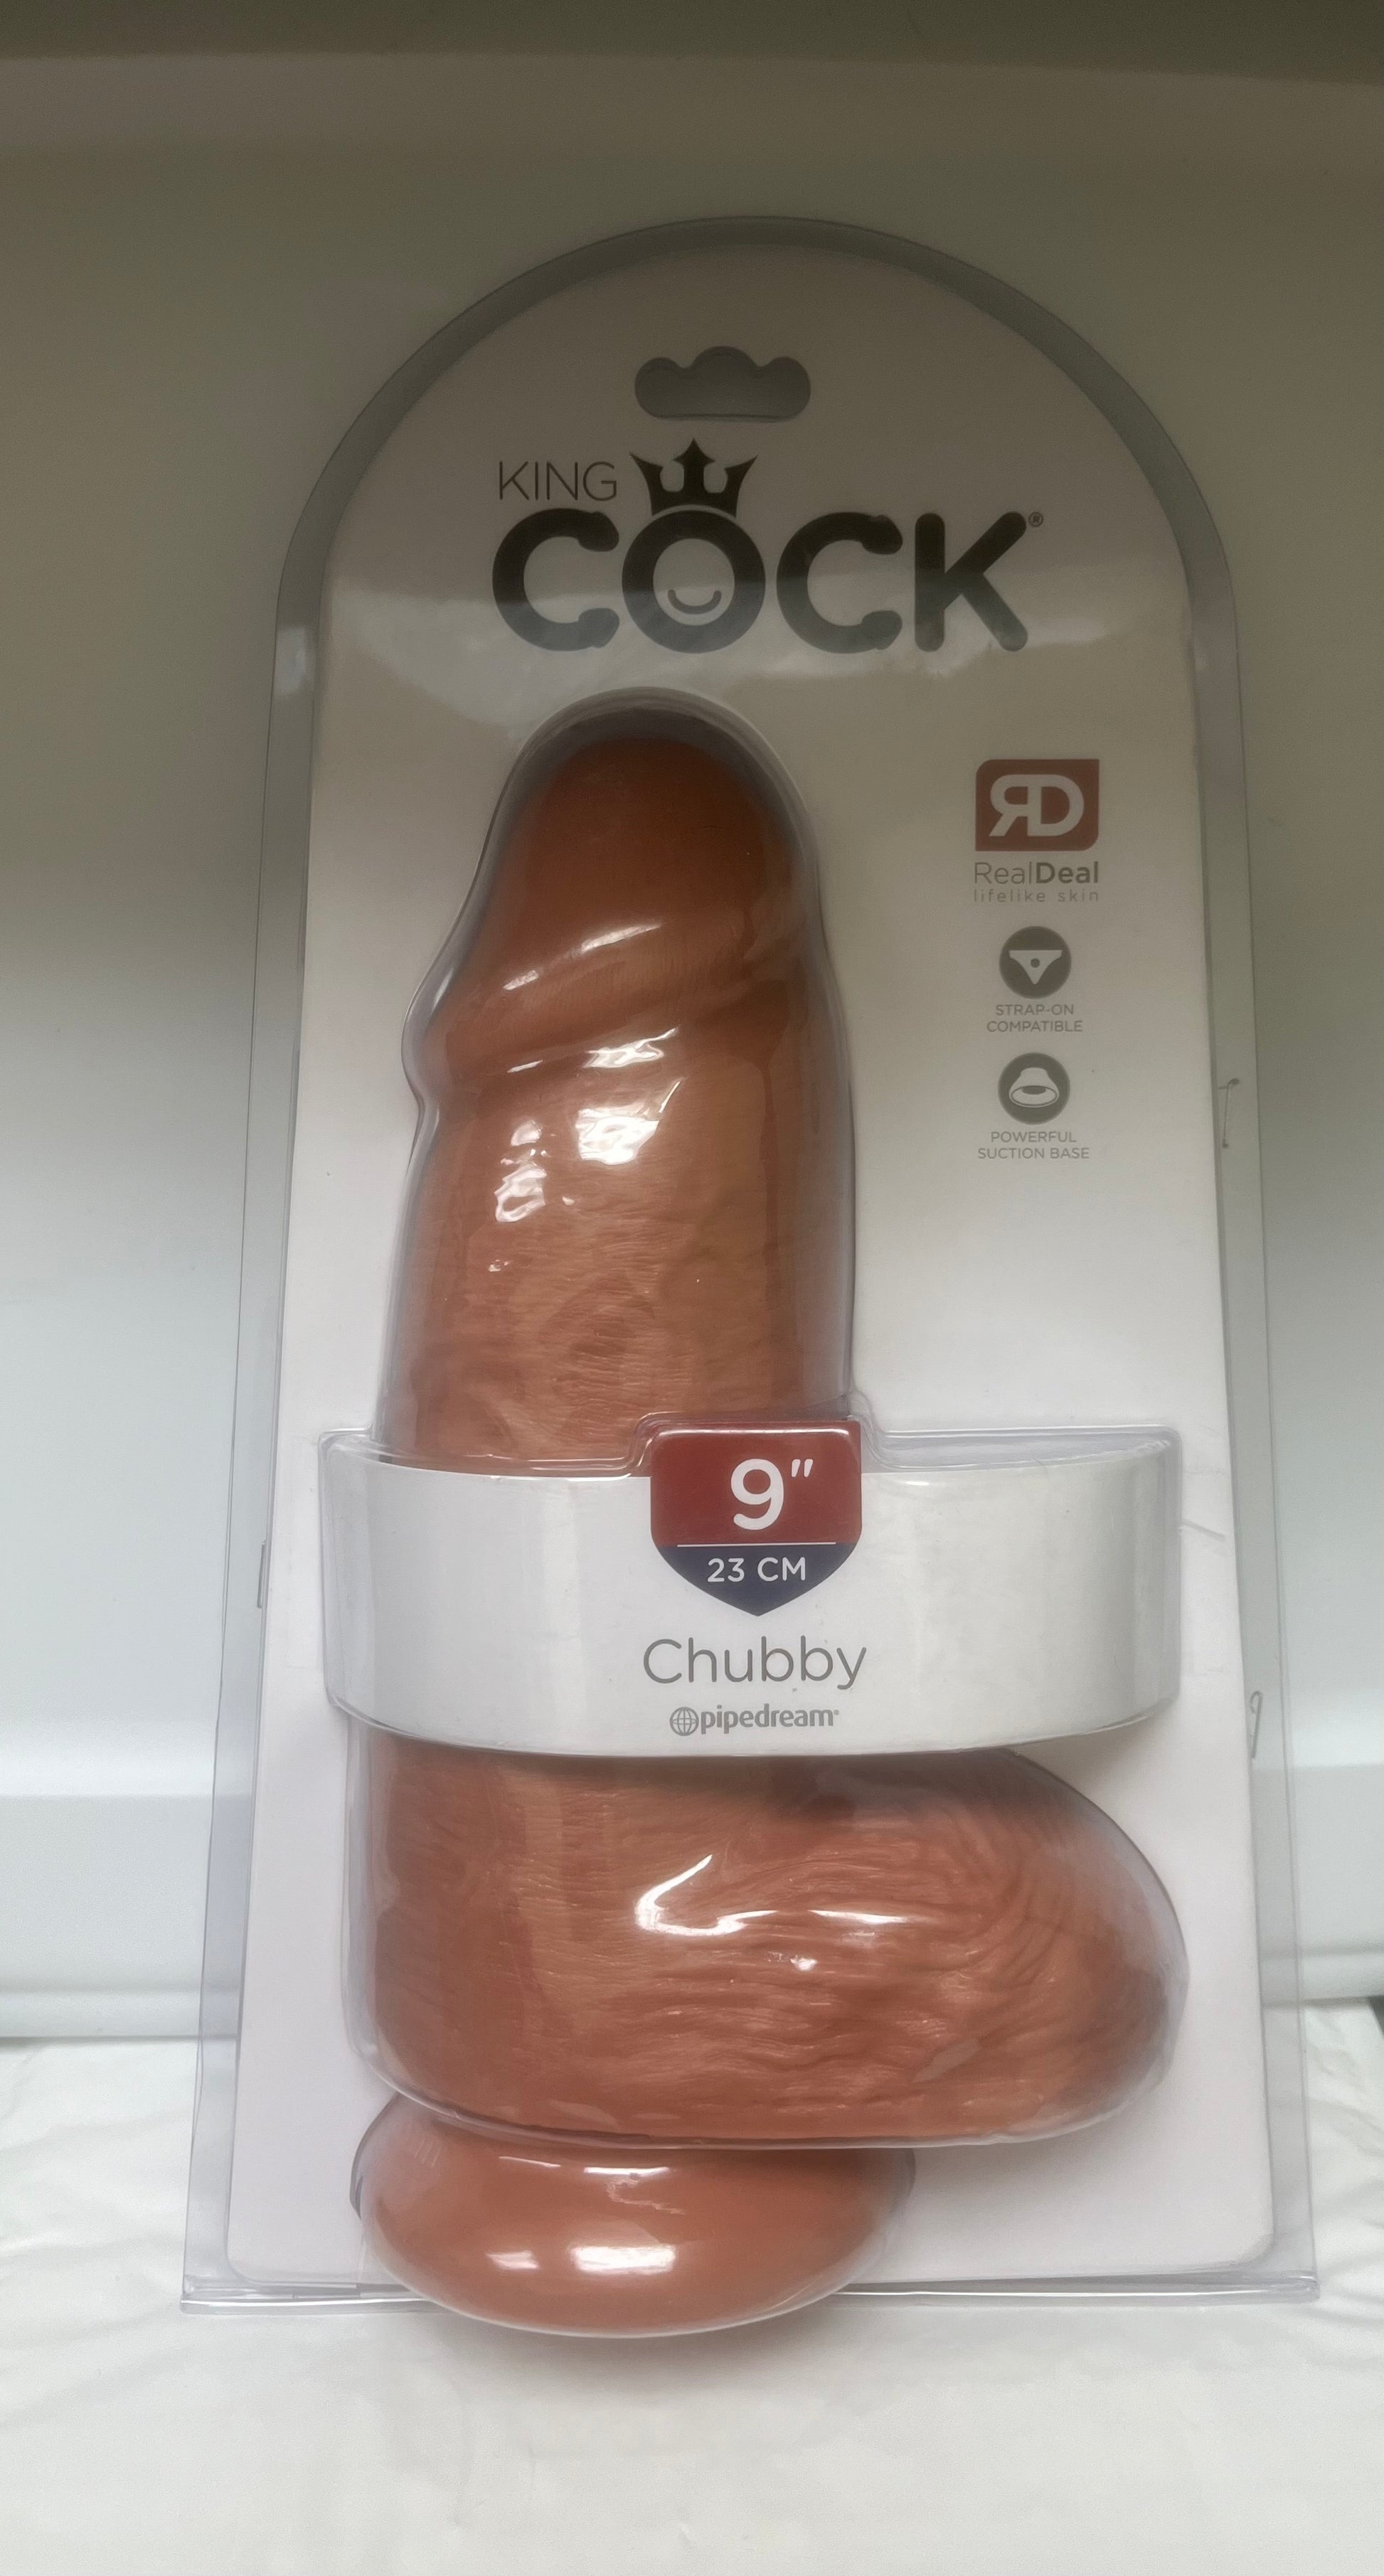 KING
COCK®
RD
RealDeal
lifelike skin
STRAP-ON
COMPATIBLE
POWERFUL
SUCTION BASE
9"
23 CM
Chubby
pipedream®